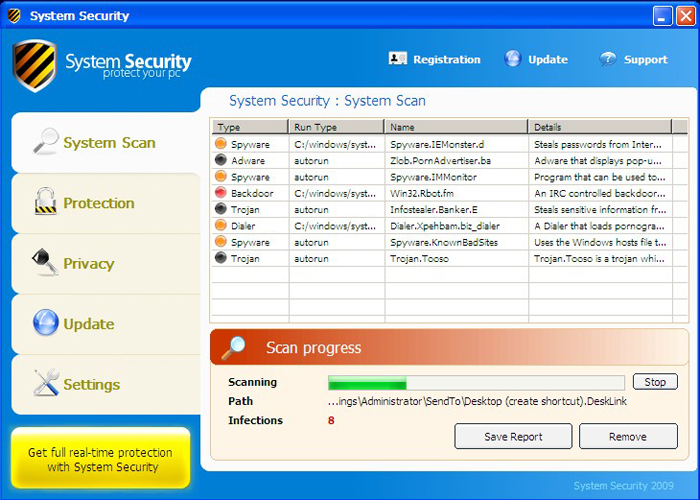 System Security
System Security
protect your pc
Registration
Update
Support
System Security : System Scan
System Scan
Protection
Privacy
Update
Settings
Get full real-time protection
with System Security
Type Run Type Name Details
Spyware C:/windows/syst... Spyware.IEMonster.d Steals passwords from Inter...
Adware autorun Zlob.PornAdvertiser.ba Adware that displays pop-u...
Spyware autorun Spyware.IMMonitor Program that can be used to...
Backdoor C:/windows/syst... Win32.Rbot.fm An IRC controlled backdoor...
Trojan autorun Infostealer.Banker.E Steals sensitive information fr...
Dialer C:/windows/syst... Dialer.Xpehbam.biz_dialer A Dialer that loads pornogra...
Spyware autorun Spyware.KnownBadSites Uses the Windows hosts file t...
Trojan autorun Trojan.Tooso Trojan.Tooso is a trojan whi...
Scan progress
Scanning Stop
Path ...ings\Administrator\SendTo\Desktop (create shortcut).DeskLink
Infections 8
Save Report Remove
System Security 2009